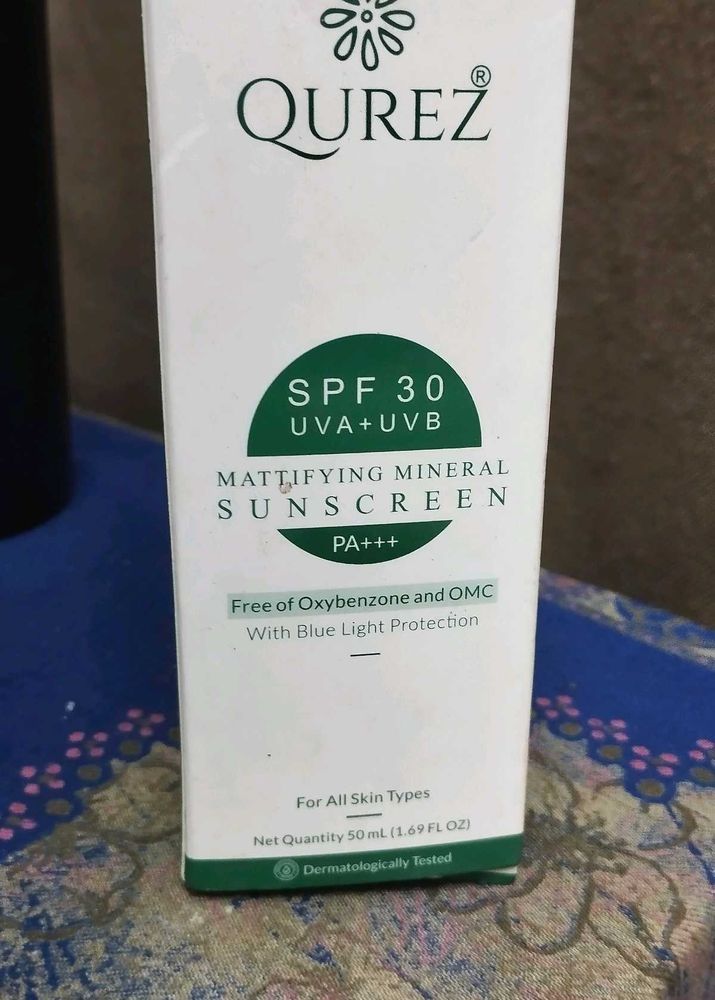 QUREZ®
SPF 30
UVA+UVB
MATTIFYING MINERAL
SUNSCREEN
PA+++
Free of Oxybenzone and OMC
With Blue Light Protection
For All Skin Types
Net Quantity 50 mL (1.69 FL OZ)
Dermatologically Tested